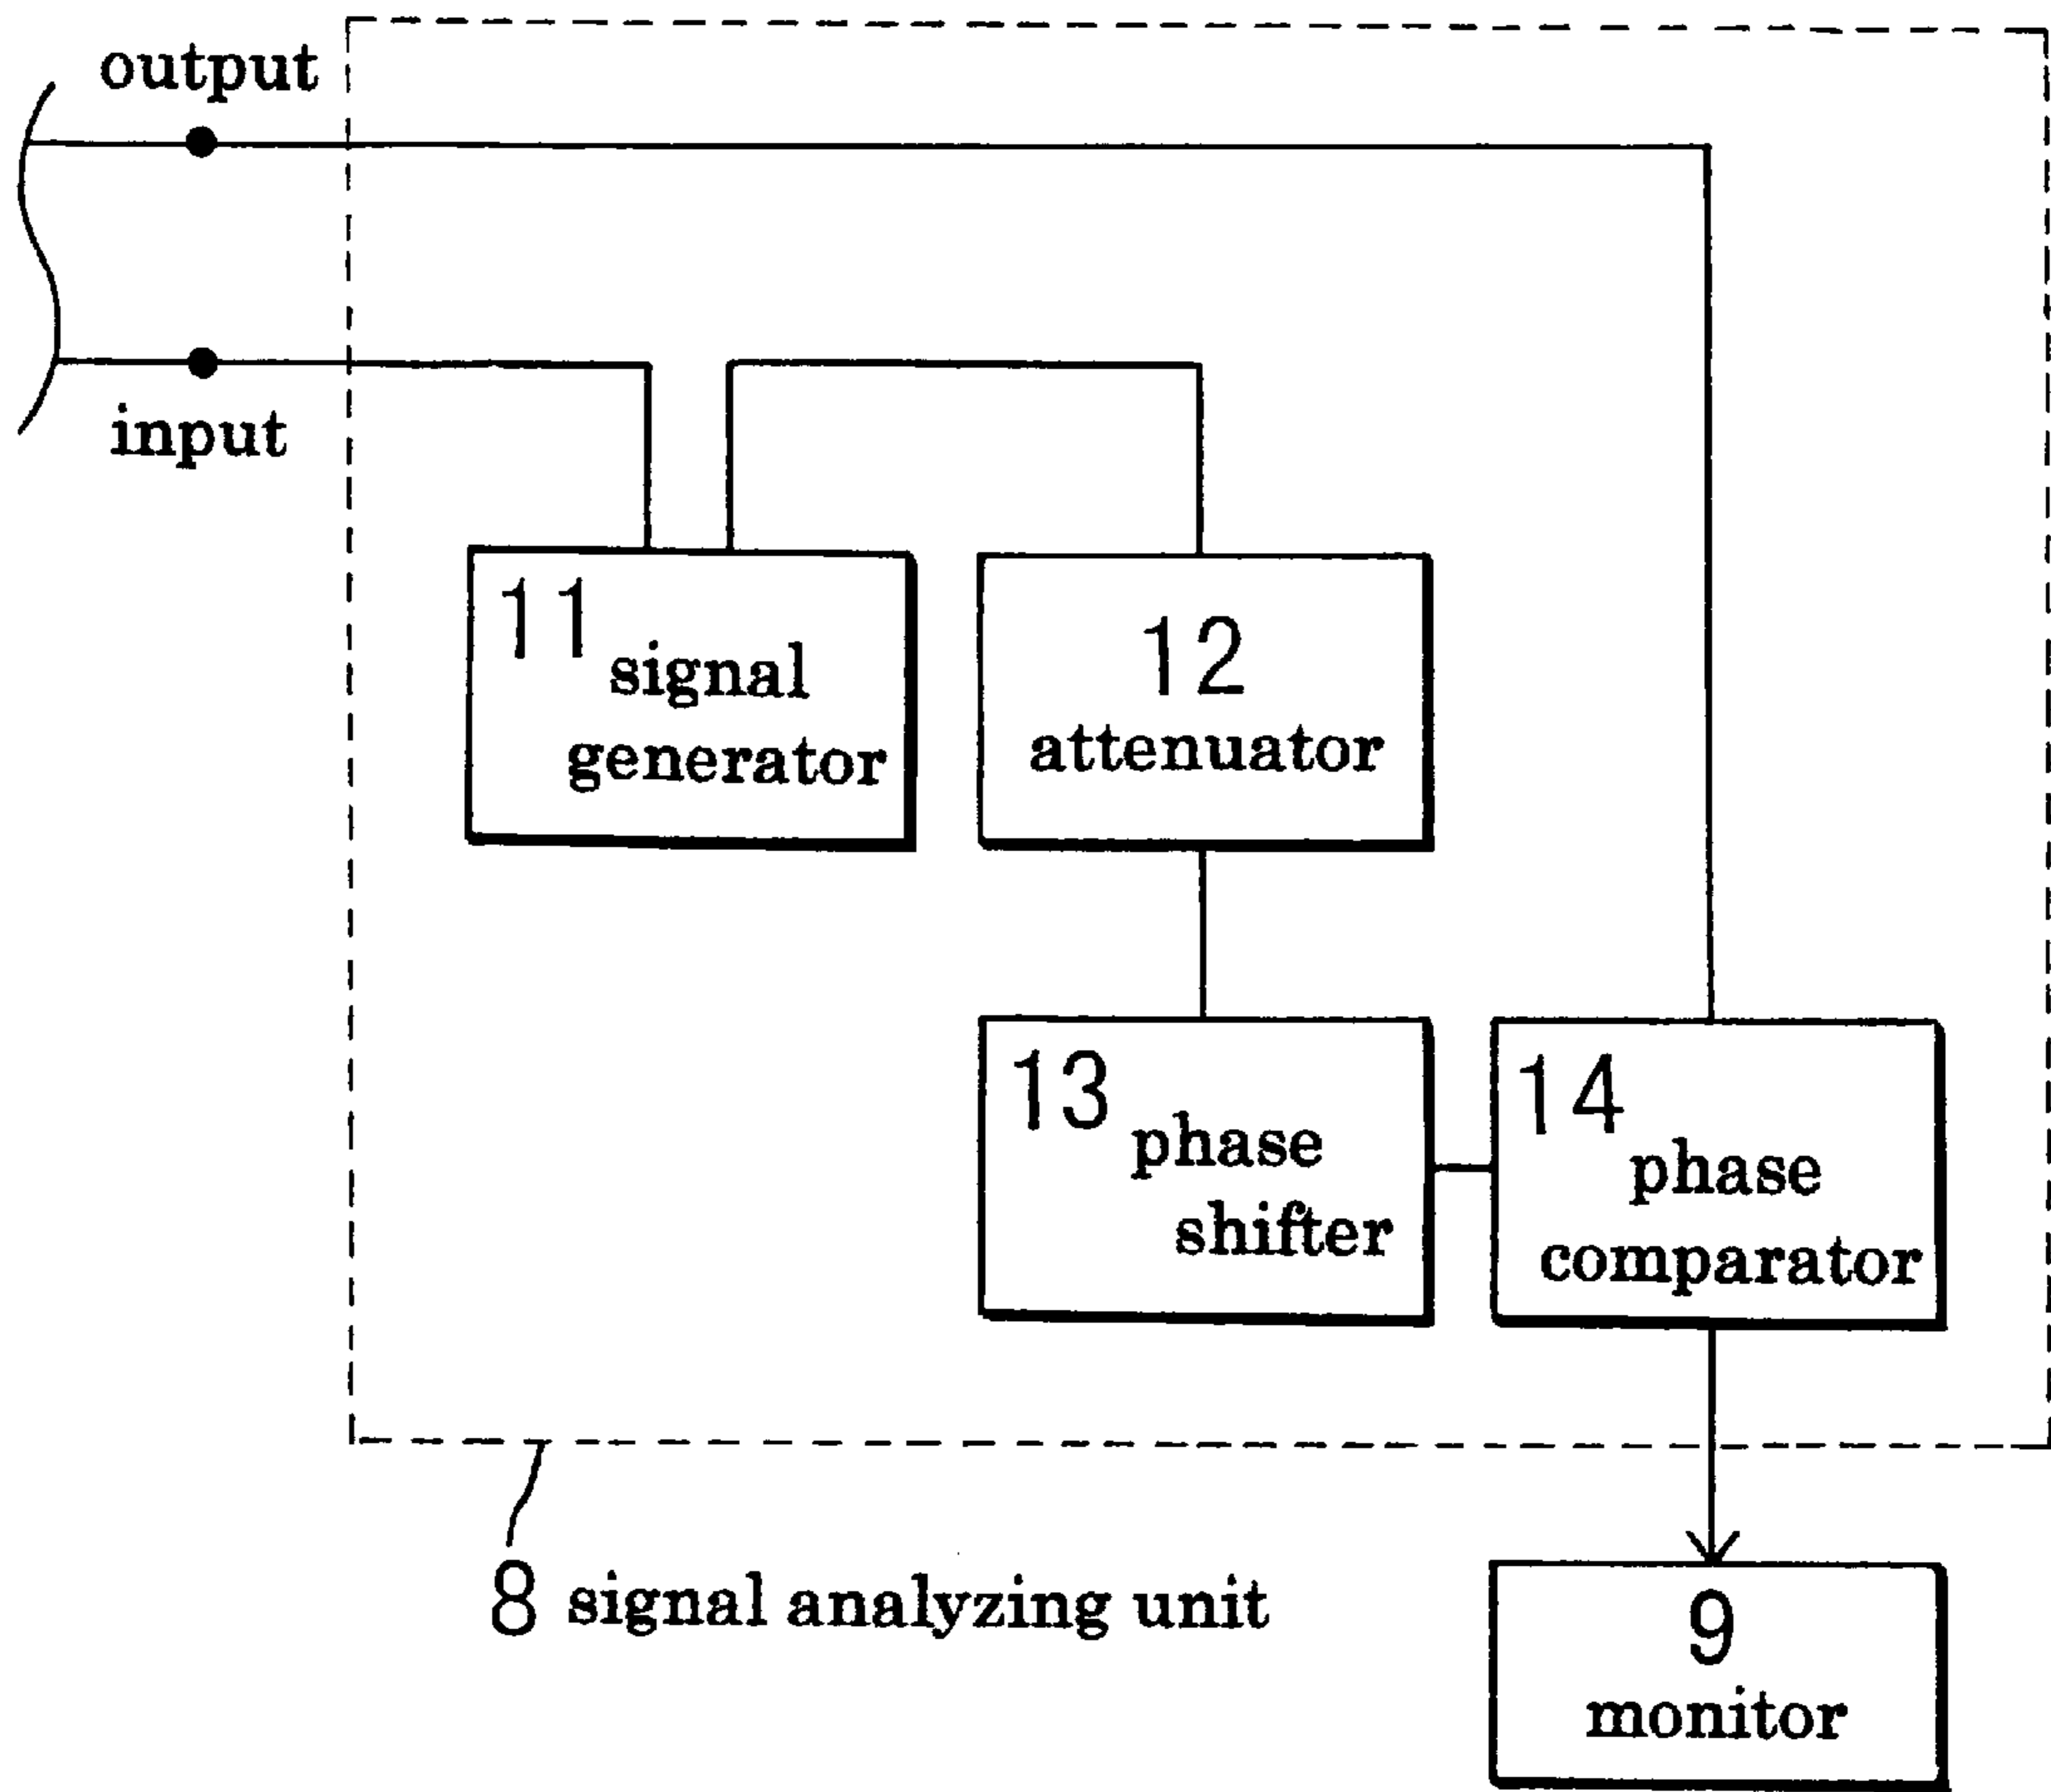 output
input
11
signal
generator
12
attenuator
13
phase
shifter
14
phase
comparator
8 signal analyzing unit
9
monitor